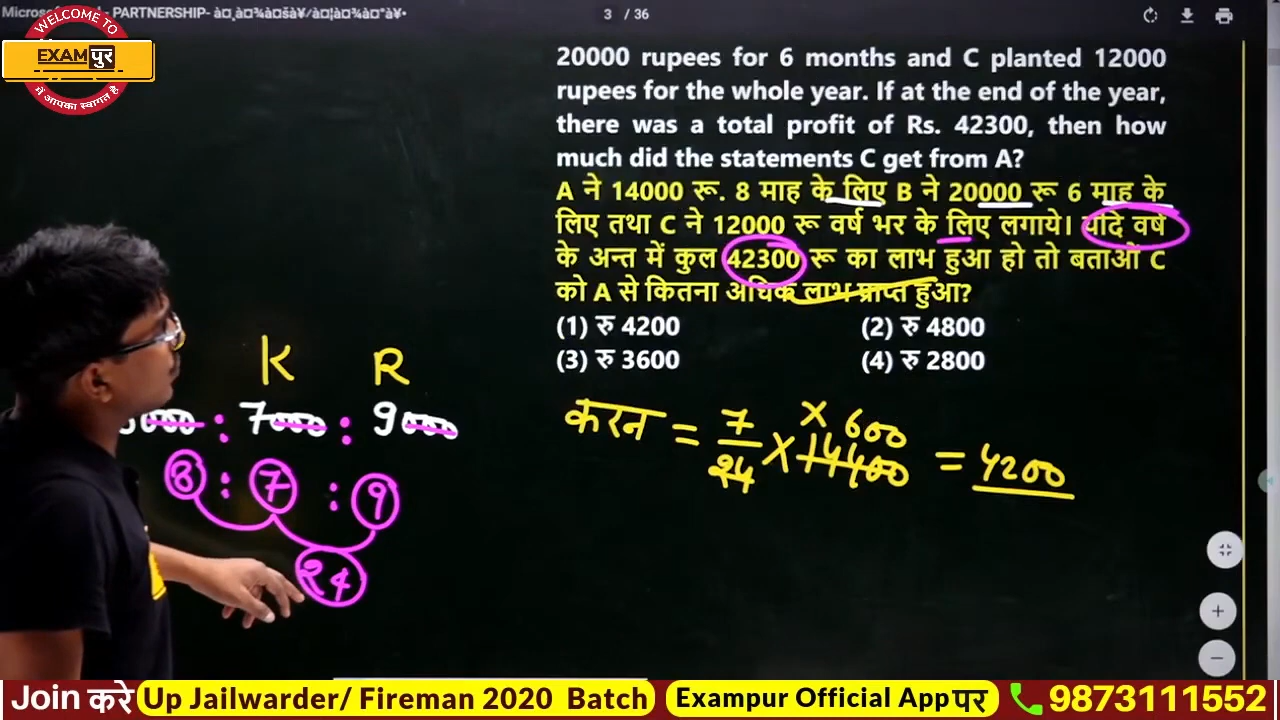 - PARTNERSHIP-
3 / 36
WELCOME TO
EXAMपुर
में आपका स्वागत है
20000 rupees for 6 months and C planted 12000
rupees for the whole year. If at the end of the year,
there was a total profit of Rs. 42300, then how
much did the statements C get from A?
A ने 14000 रू. 8 माह के लिए B ने 20000 रू 6 माह के
लिए तथा C ने 12000 रू वर्ष भर के लिए लगाये। यदि वर्ष
के अन्त में कुल 42300 रू का लाभ हुआ हो तो बताओं C
को A से कितना अधिक लाभ प्राप्त हुआ?
(1) रु 4200 (2) रु 4800
(3) रु 3600 (4) रु 2800
K R
000 : 7000 : 9000
8 : 7 : 9
24
करन = 7/24 × 14400 = 4200
× 600
Join करे Up Jailwarder/ Fireman 2020 Batch Exampur Official App पर 9873111552